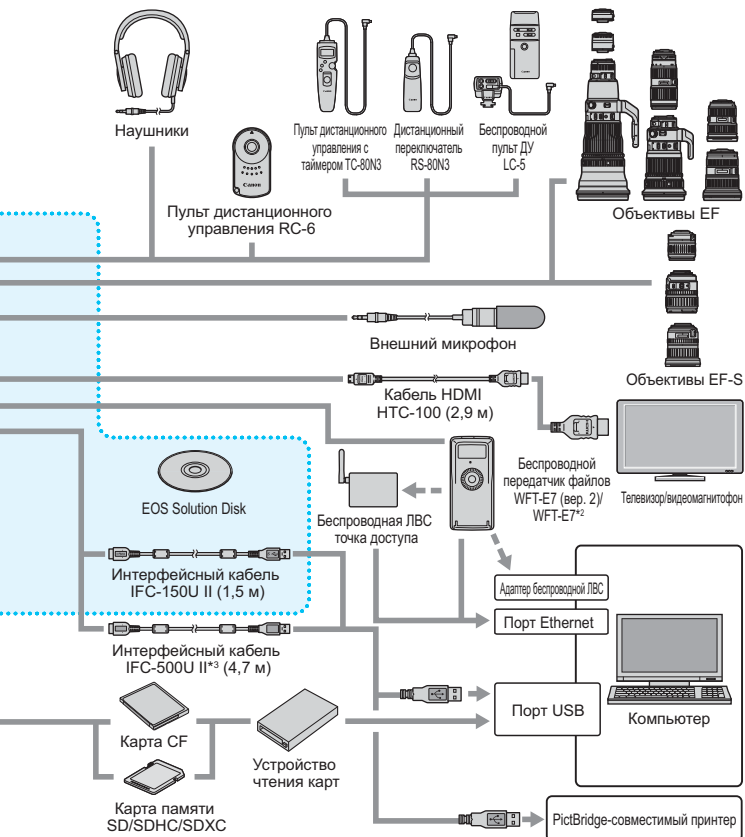 Наушники
Canon
Пульт дистанционного
управления RC-6
Пульт дистанционного
управления с
таймером TC-80N3
Дистанционный
переключатель
RS-80N3
Беспроводной
пульт ДУ
LC-5
Объективы EF
Объективы EF-S
Внешний микрофон
Кабель HDMI
HTC-100 (2,9 м)
Беспроводной
передатчик файлов
WFT-E7 (вер. 2)/
WFT-E7*2
Телевизор/видеомагнитофон
EOS Solution Disk
Беспроводная ЛВС
точка доступа
Интерфейсный кабель
IFC-150U II (1,5 м)
Адаптер беспроводной ЛВС
Порт Ethernet
Интерфейсный кабель
IFC-500U II*3 (4,7 м)
Порт USB
Компьютер
Карта CF
Устройство
чтения карт
Карта памяти
SD/SDHC/SDXC
PictBridge-совместимый принтер